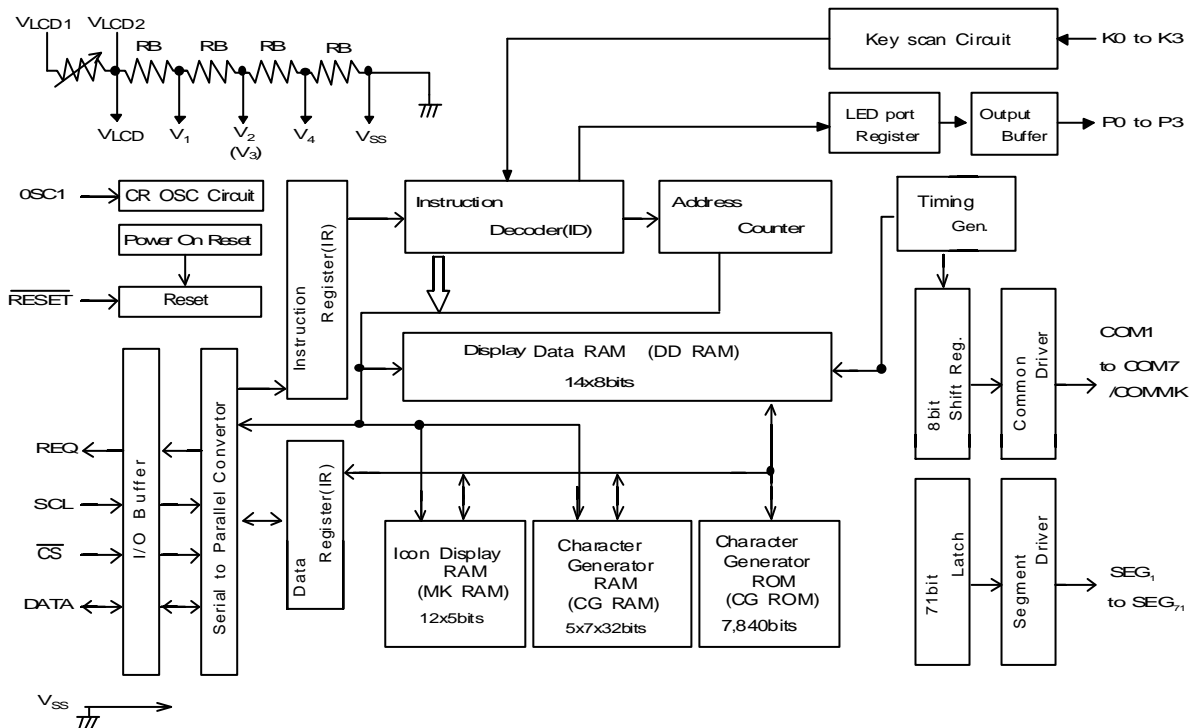 VLCD1 VLCD2
RB RB RB RB
VLCD V1 V2 V4 VSS
(V3)
Key scan Circuit
K0 to K3
LED port
Register
Output
Buffer
P0 to P3
OSC1
CR OSC Circuit
Power On Reset
RESET
Reset
Instruction
Register(IR)
Instruction
Decoder(ID)
Address
Counter
Timing
Gen.
Display Data RAM (DD RAM)
14x8bits
8bit
Shift Reg.
Common
Driver
COM1
to COM7
/COMMK
REQ
SCL
CS
DATA
I/O Buffer
Serial to Parallel Convertor
Data
Register(IR)
Icon Display
RAM
(MK RAM)
12x5bits
Character
Generator
RAM
(CG RAM)
5x7x32bits
Character
Generator
ROM
(CG ROM)
7,840bits
71bit
Latch
Segment
Driver
SEG1
to SEG71
VSS